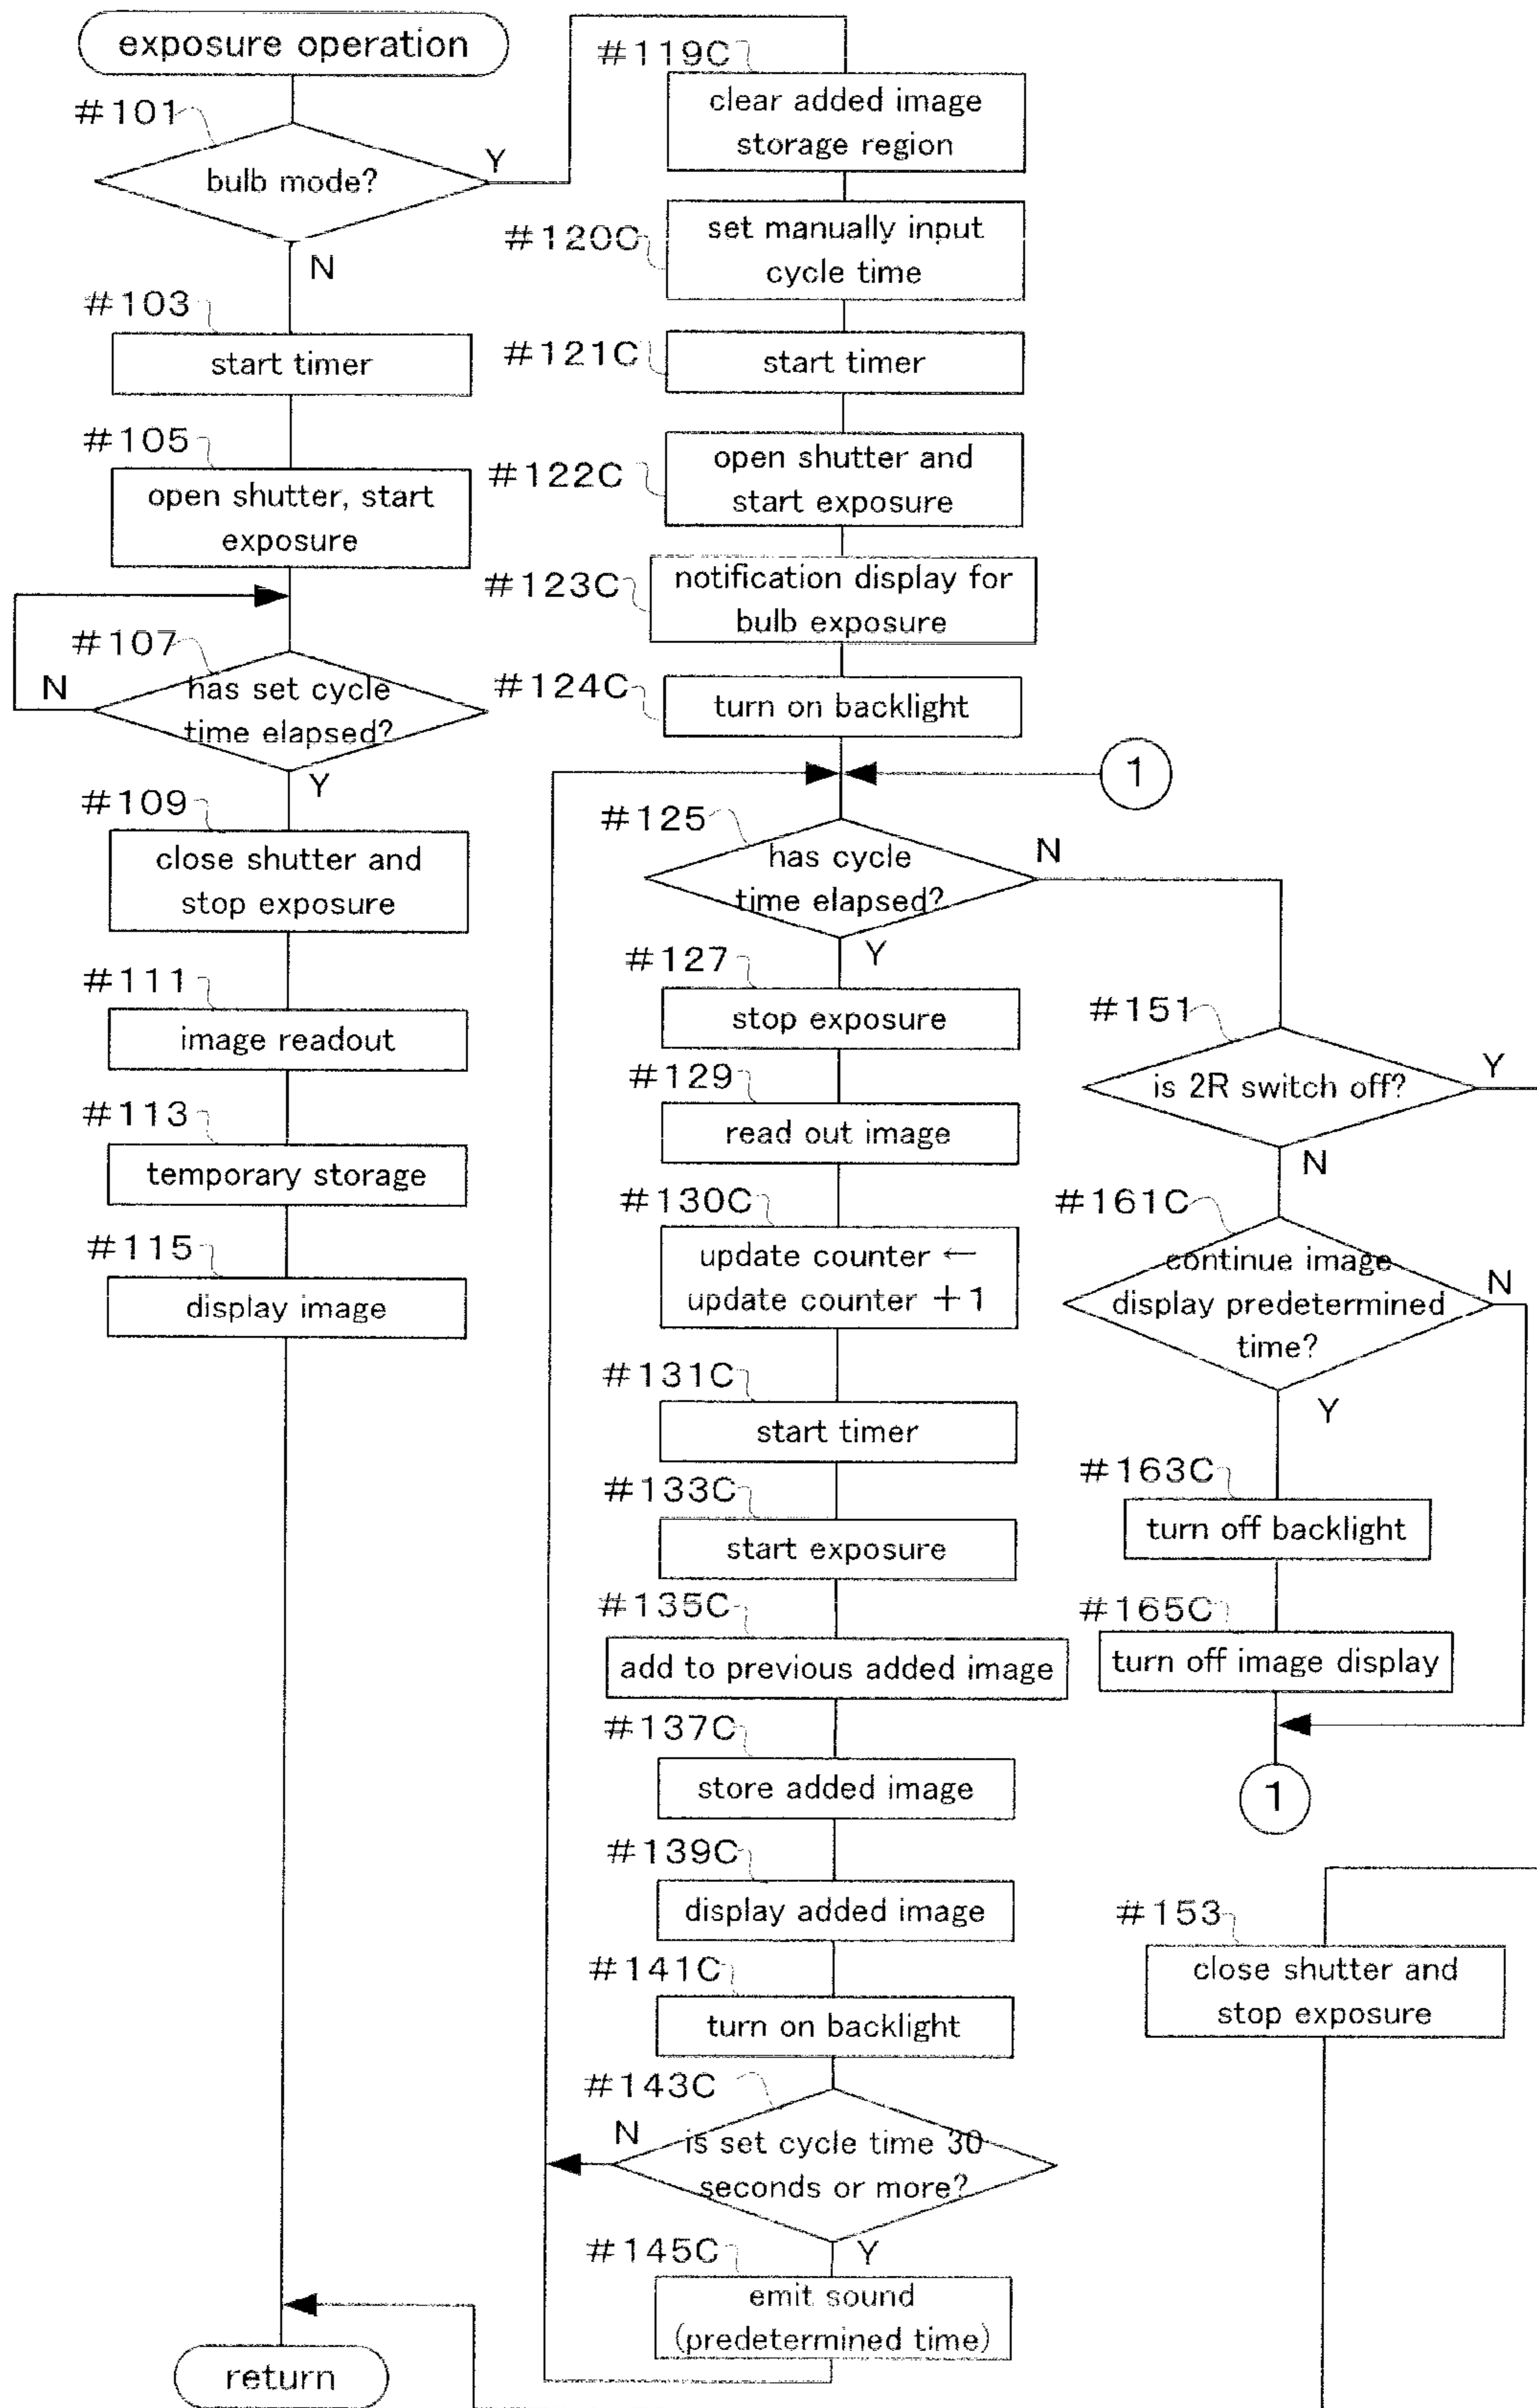 exposure operation
#101
bulb mode?
Y
N
#103
start timer
#105
open shutter, start
exposure
#107
N
has set cycle
time elapsed?
Y
#109
close shutter and
stop exposure
#111
image readout
#113
temporary storage
#115
display image
return
#119C
clear added image
storage region
#120C
set manually input
cycle time
#121C
start timer
#122C
open shutter and
start exposure
#123C
notification display for
bulb exposure
#124C
turn on backlight
1
#125
has cycle
time elapsed?
N
Y
#127
stop exposure
#129
read out image
#130C
update counter ←
update counter +1
#131C
start timer
#133C
start exposure
#135C
add to previous added image
#137C
store added image
#139C
display added image
#141C
turn on backlight
#143C
N
is set cycle time 30
seconds or more?
Y
#145C
emit sound
(predetermined time)
#151
is 2R switch off?
Y
N
#161C
continue image
display predetermined
time?
N
Y
#163C
turn off backlight
#165C
turn off image display
1
#153
close shutter and
stop exposure